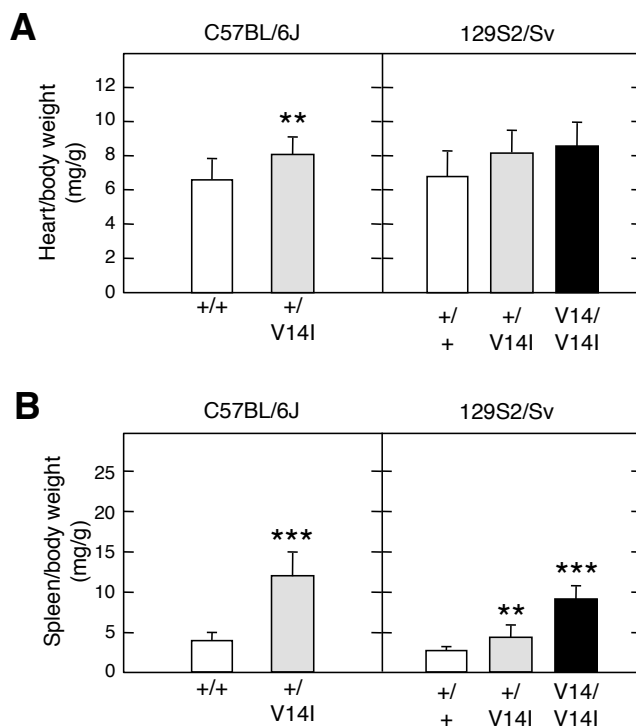 A
C57BL/6J 129S2/Sv
Heart/body weight
(mg/g)
12
10
8
6
4
2
0
**
+/+ +/ +/ +/ V14/
V14I + V14I V14I
B
C57BL/6J 129S2/Sv
Spleen/body weight
(mg/g)
25
20
15
10
5
0
*** ** ***
+/+ +/ +/ +/ V14/
V14I + V14I V14I